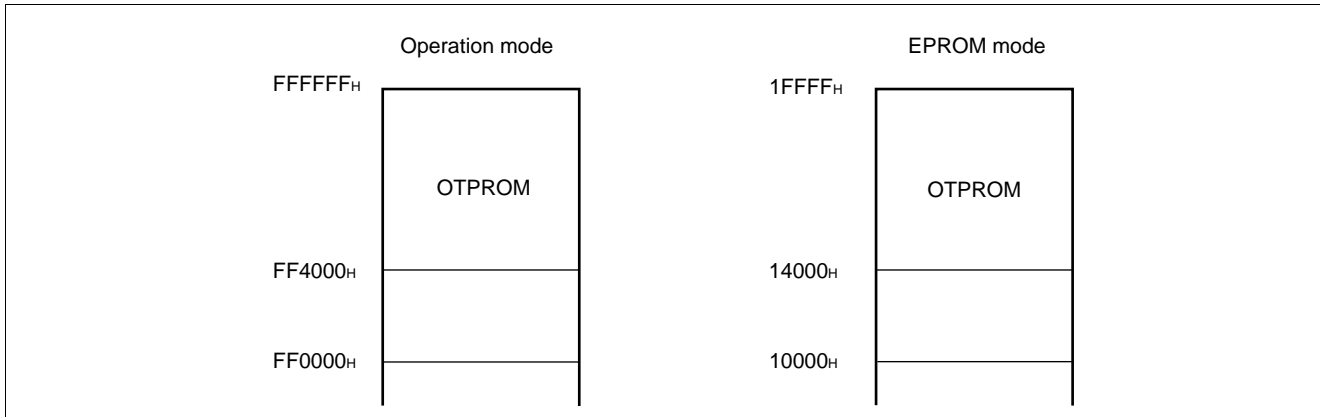 Operation mode
EPROM mode
FFFFFFH
1FFFFH
OTPROM
OTPROM
FF4000H
14000H
FF0000H
10000H